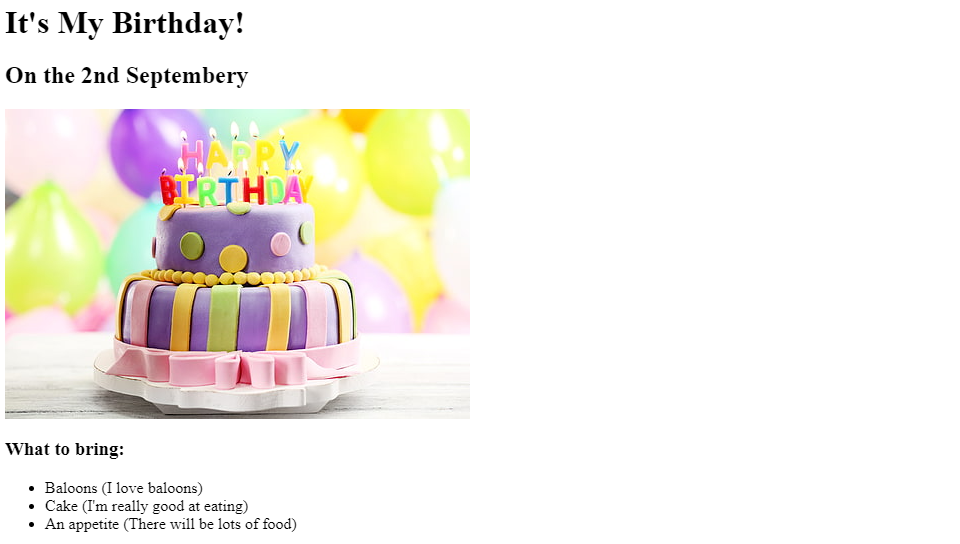 It's My Birthday!
On the 2nd Septembery
HAPPY
BIRTHDAY
What to bring:
Baloons (I love baloons)
Cake (I'm really good at eating)
An appetite (There will be lots of food)